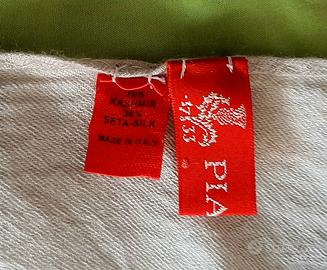 70%
KASHMIR
30%
SETA-SILK
MADE IN ITALY
-1733
PIA